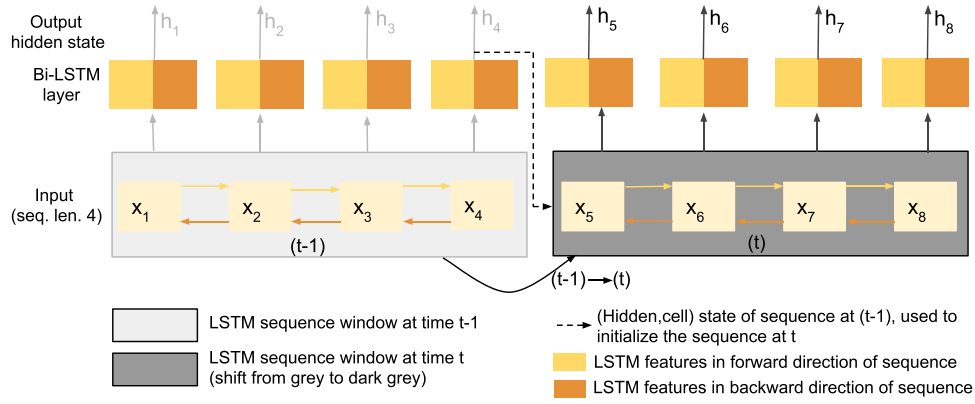 Output
hidden state
h1
h2
h3
h4
h5
h6
h7
h8
Bi-LSTM
layer
Input
(seq. len. 4)
x1
x2
x3
x4
(t-1)
x5
x6
x7
x8
(t)
(t-1)→(t)
LSTM sequence window at time t-1
LSTM sequence window at time t
(shift from grey to dark grey)
(Hidden,cell) state of sequence at (t-1), used to
initialize the sequence at t
LSTM features in forward direction of sequence
LSTM features in backward direction of sequence